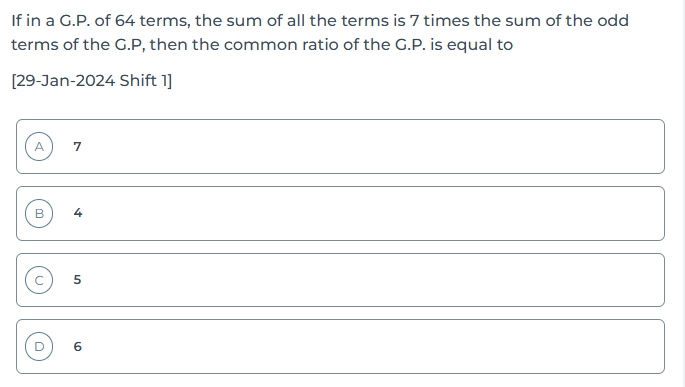 If in a G.P. of 64 terms, the sum of all the terms is 7 times the sum of the odd
terms of the G.P, then the common ratio of the G.P. is equal to
[29-Jan-2024 Shift 1]
A 7
B 4
C 5
D 6